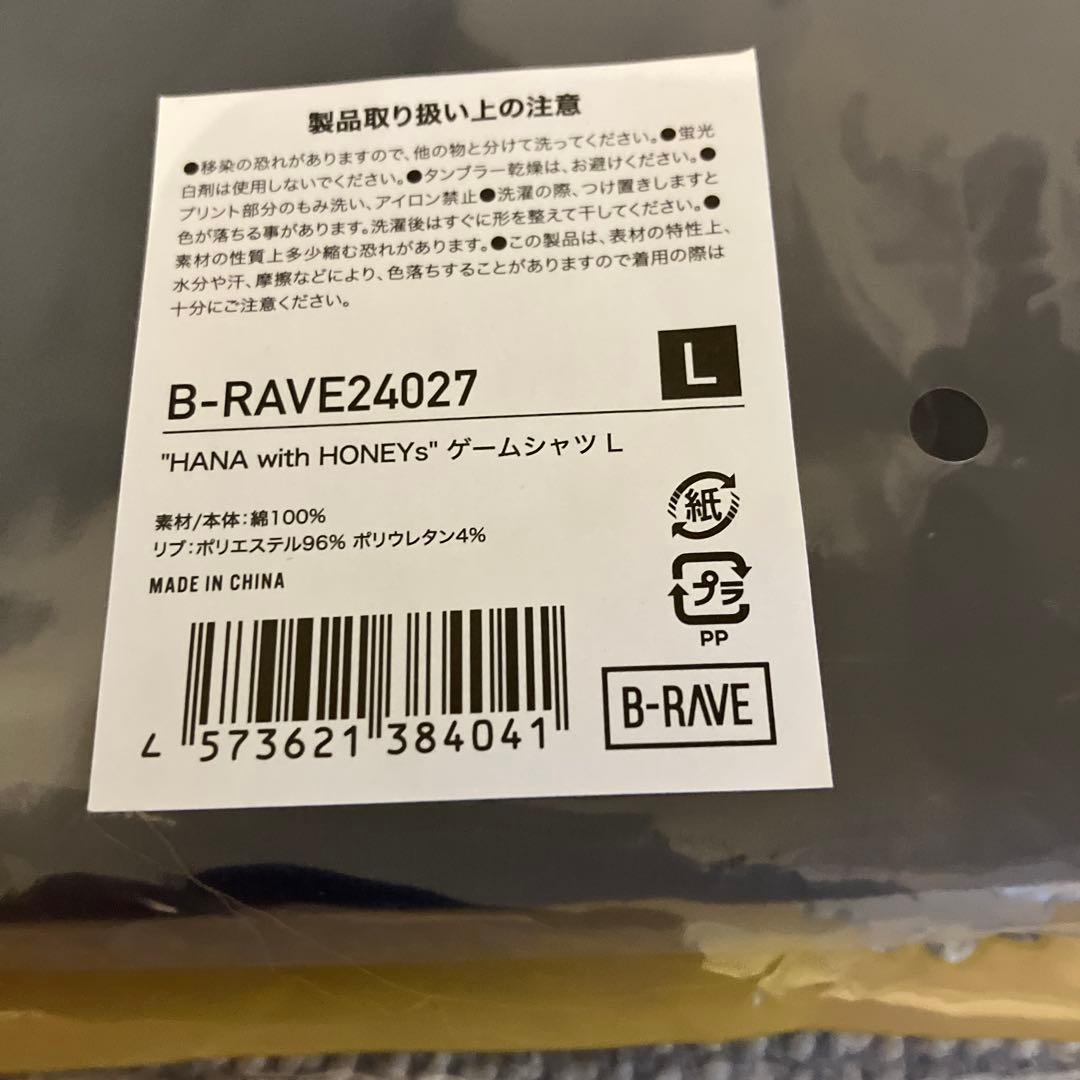 製品取り扱い上の注意
●移染の恐れがありますので、他の物と分けて洗ってください。●蛍光
白剤は使用しないでください。●タンブラー乾燥は、お避けください。●
プリント部分のもみ洗い、アイロン禁止●洗濯の際、つけ置きしますと
色が落ちる事があります。洗濯後はすぐに形を整えて干してください。●
素材の性質上多少縮む恐れがあります。●この製品は、表材の特性上、
水分や汗、摩擦などにより、色落ちすることがありますので着用の際は
十分にご注意ください。
L
B-RAVE24027
"HANA with HONEYs" ゲームシャツ L
素材/本体：綿100%
リブ：ポリエステル96% ポリウレタン4%
MADE IN CHINA
紙
プラ
PP
4 573621 384041
B-RAVE